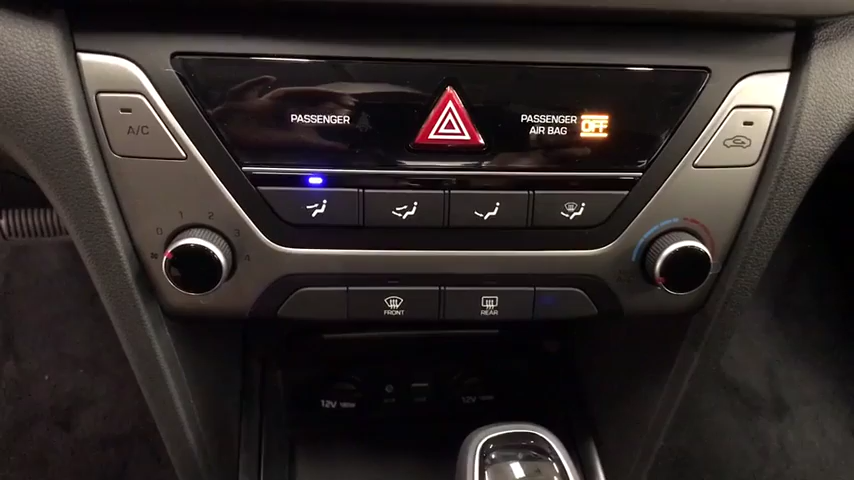 PASSENGER
PASSENGER
AIR BAG
OFF
A/C
0 1 2 3 4
FRONT
REAR
12V
12V